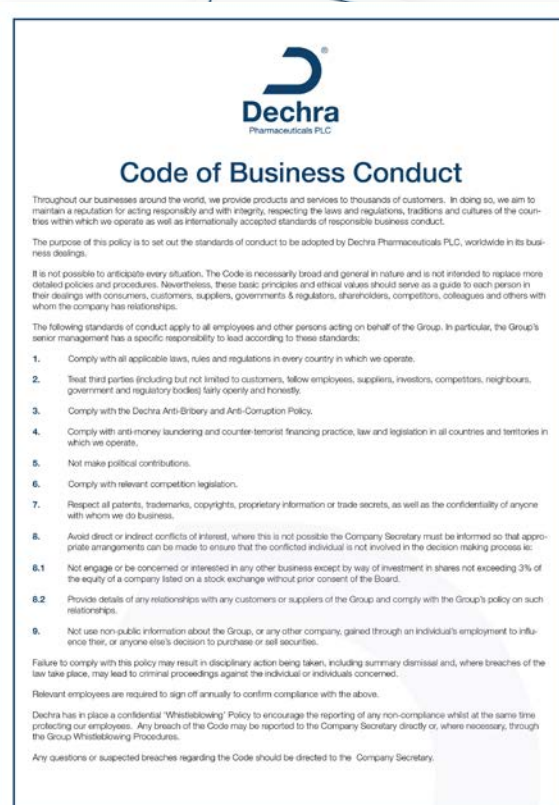 ®
Dechra
Pharmaceuticals PLC
Code of Business Conduct
Throughout our businesses around the world, we provide products and services to thousands of customers. In doing so, we aim to
maintain a reputation for acting responsibly and with integrity, respecting the laws and regulations, traditions and cultures of the coun-
tries within which we operate as well as internationally accepted standards of responsible business conduct.
The purpose of this policy is to set out the standards of conduct to be adopted by Dechra Pharmaceuticals PLC, worldwide in its busi-
ness dealings.
It is not possible to anticipate every situation. The Code is necessarily broad and general in nature and is not intended to replace more
detailed policies and procedures. Nevertheless, these basic principles and ethical values should serve as a guide to each person in
their dealings with consumers, customers, suppliers, governments & regulators, shareholders, competitors, colleagues and others with
whom the company has relationships.
The following standards of conduct apply to all employees and other persons acting on behalf of the Group. In particular, the Group's
senior management has a specific responsibility to lead according to these standards:
1. Comply with all applicable laws, rules and regulations in every country in which we operate.
2. Treat third parties (including but not limited to customers, fellow employees, suppliers, investors, competitors, neighbours,
government and regulatory bodies) fairly openly and honestly.
3. Comply with the Dechra Anti-Bribery and Anti-Corruption Policy.
4. Comply with anti-money laundering and counter-terrorist financing practice, law and legislation in all countries and territories in
which we operate.
5. Not make political contributions.
6. Comply with relevant competition legislation.
7. Respect all patents, trademarks, copyrights, proprietary information or trade secrets, as well as the confidentiality of anyone
with whom we do business.
8. Avoid direct or indirect conflicts of interest, where this is not possible the Company Secretary must be informed so that appro-
priate arrangements can be made to ensure that the conflicted individual is not involved in the decision making process ie:
8.1 Not engage or be concerned or interested in any other business except by way of investment in shares not exceeding 3% of
the equity of a company listed on a stock exchange without prior consent of the Board.
8.2 Provide details of any relationships with any customers or suppliers of the Group and comply with the Group's policy on such
relationships.
9. Not use non-public information about the Group, or any other company, gained through an individual's employment to influ-
ence their, or anyone else's decision to purchase or sell securities.
Failure to comply with this policy may result in disciplinary action being taken, including summary dismissal and, where breaches of the
law take place, may lead to criminal proceedings against the individual or individuals concerned.
Relevant employees are required to sign off annually to confirm compliance with the above.
Dechra has in place a confidential 'Whistleblowing' Policy to encourage the reporting of any non-compliance whilst at the same time
protecting our employees. Any breach of the Code may be reported to the Company Secretary directly or, where necessary, through
the Group Whistleblowing Procedures.
Any questions or suspected breaches regarding the Code should be directed to the Company Secretary.